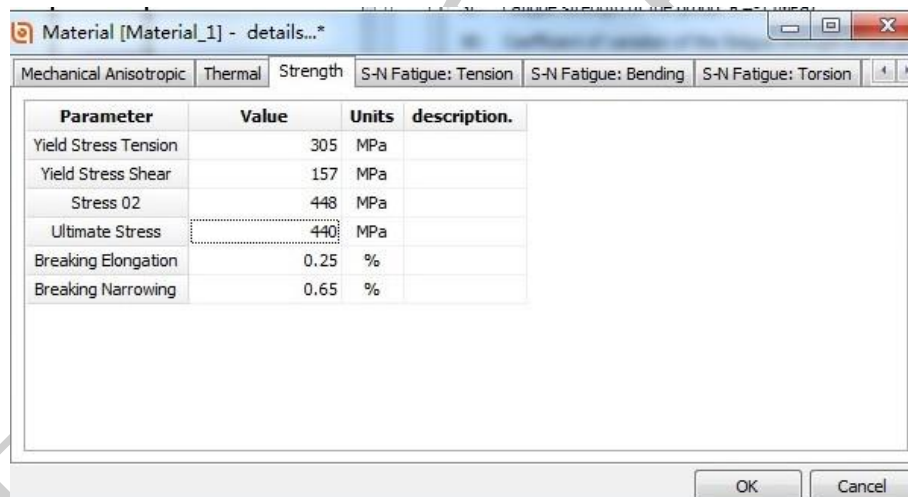 Material [Material_1] - details...*
Mechanical Anisotropic Thermal Strength S-N Fatigue: Tension S-N Fatigue: Bending S-N Fatigue: Torsion
Parameter Value Units description.
Yield Stress Tension 305 MPa
Yield Stress Shear 157 MPa
Stress 02 448 MPa
Ultimate Stress 440 MPa
Breaking Elongation 0.25 %
Breaking Narrowing 0.65 %
OK Cancel